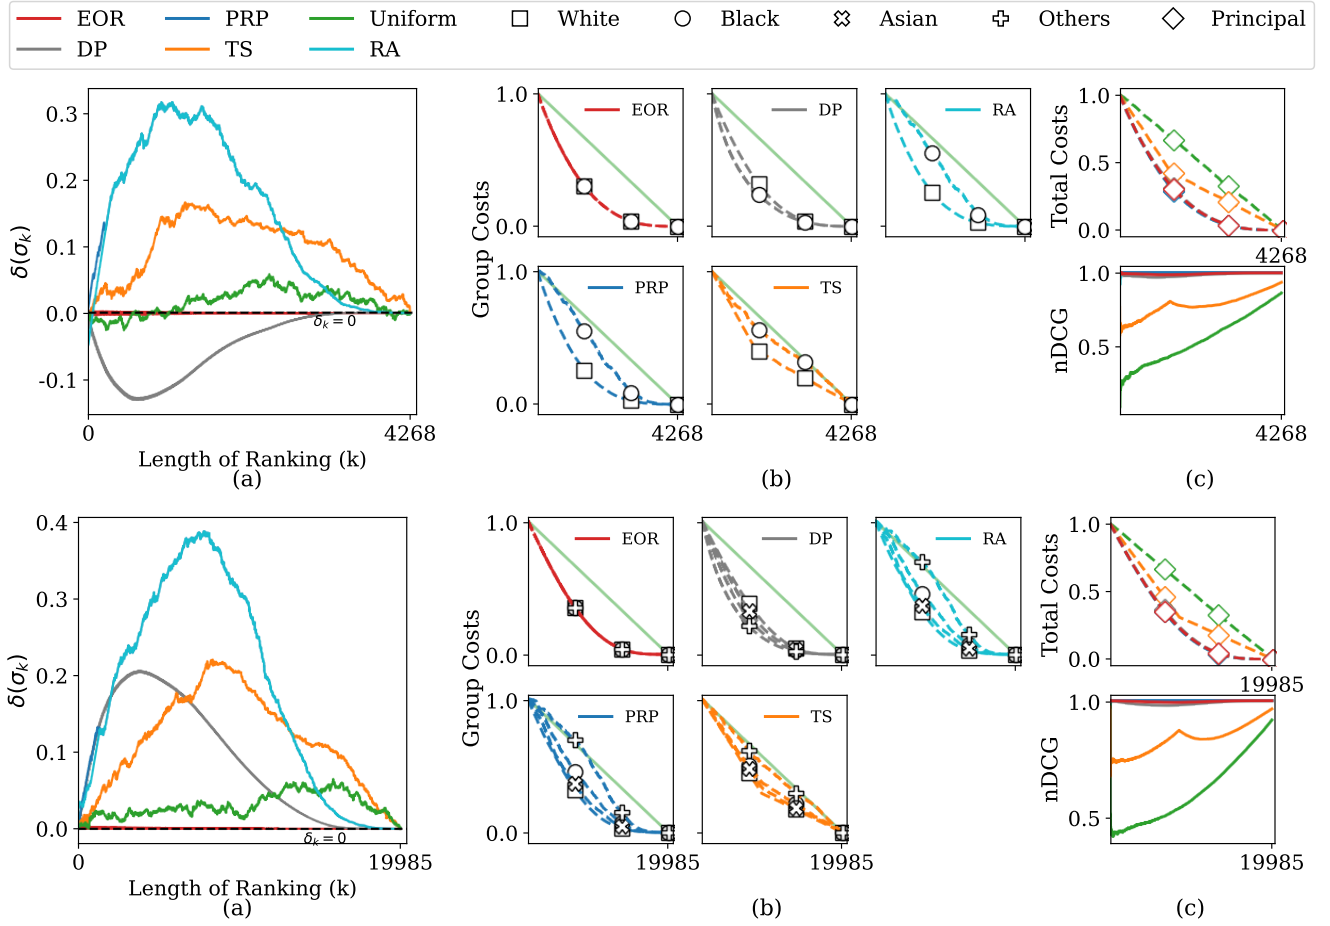 EOR PRP Uniform White Black Asian Others Principal
DP TS RA
δ(σk)
0.3
0.2
0.1
0.0
-0.1
δk = 0
0 4268
Length of Ranking (k)
(a)
Group Costs
1.0
0.0
EOR
DP
RA
1.0
0.0
PRP
TS
4268 4268
(b)
Total Costs
1.0
0.5
0.0
4268
nDCG
1.0
0.5
4268
(c)
δ(σk)
0.4
0.3
0.2
0.1
0.0
δk = 0
0 19985
Length of Ranking (k)
(a)
Group Costs
1.0
0.0
EOR
DP
RA
1.0
0.0
PRP
TS
19985 19985
(b)
Total Costs
1.0
0.5
0.0
19985
nDCG
1.0
0.5
19985
(c)